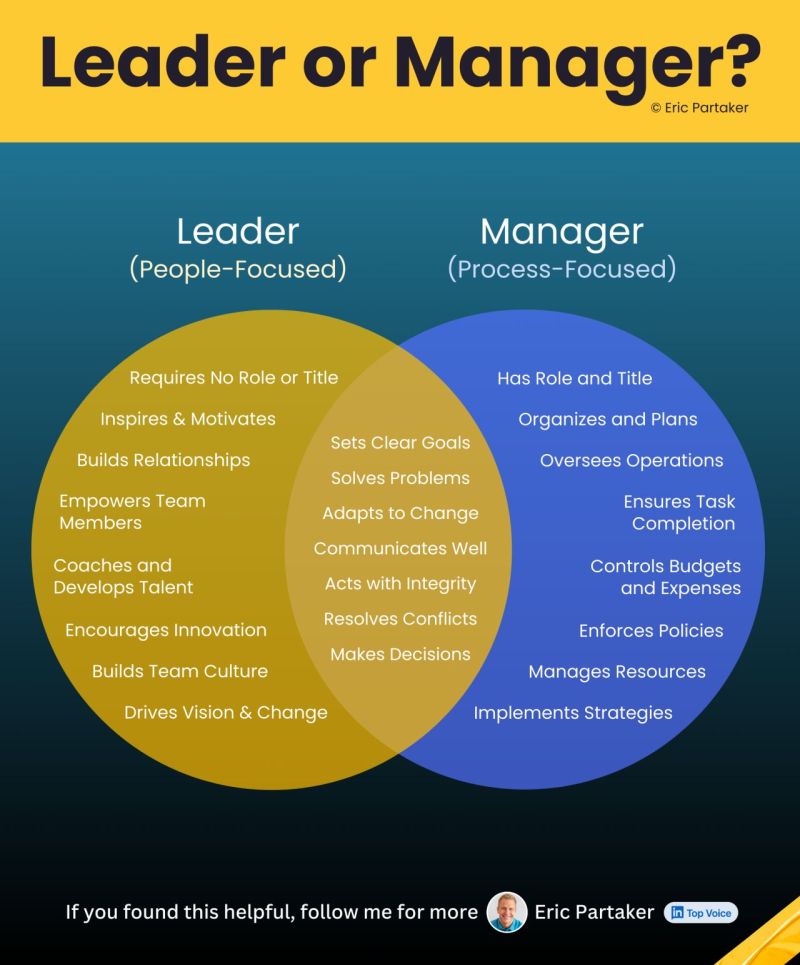 Leader or Manager?
© Eric Partaker
Leader
(People-Focused)
Manager
(Process-Focused)
Requires No Role or Title
Inspires & Motivates
Builds Relationships
Empowers Team
Members
Coaches and
Develops Talent
Encourages Innovation
Builds Team Culture
Drives Vision & Change
Sets Clear Goals
Solves Problems
Adapts to Change
Communicates Well
Acts with Integrity
Resolves Conflicts
Makes Decisions
Has Role and Title
Organizes and Plans
Oversees Operations
Ensures Task
Completion
Controls Budgets
and Expenses
Enforces Policies
Manages Resources
Implements Strategies
If you found this helpful, follow me for more Eric Partaker in Top Voice